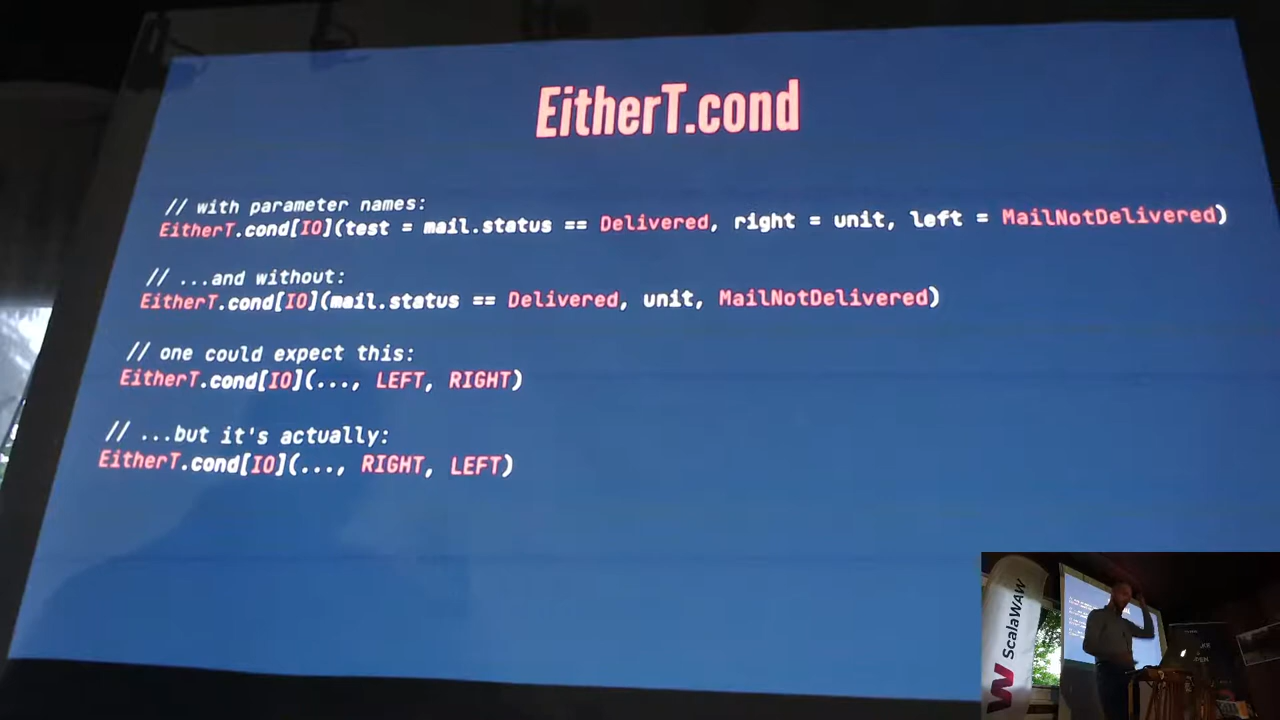 EitherT.cond
// with parameter names:
EitherT.cond[IO](test = mail.status == Delivered, right = unit, left = MailNotDelivered)
// ...and without:
EitherT.cond[IO](mail.status == Delivered, unit, MailNotDelivered)
// one could expect this:
EitherT.cond[IO](..., LEFT, RIGHT)
// ...but it's actually:
EitherT.cond[IO](..., RIGHT, LEFT)
ScalaWAW